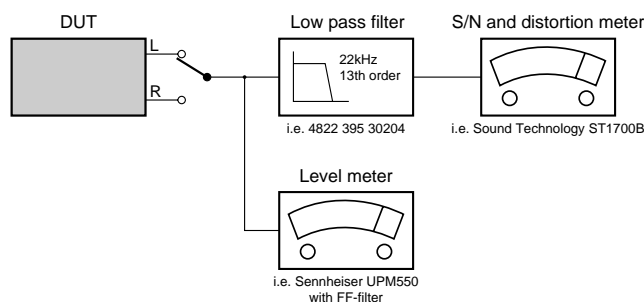 DUT
Low pass filter
S/N and distortion meter
L
R
22kHz
13th order
i.e. 4822 395 30204
i.e. Sound Technology ST1700B
Level meter
i.e. Sennheiser UPM550
with FF-filter